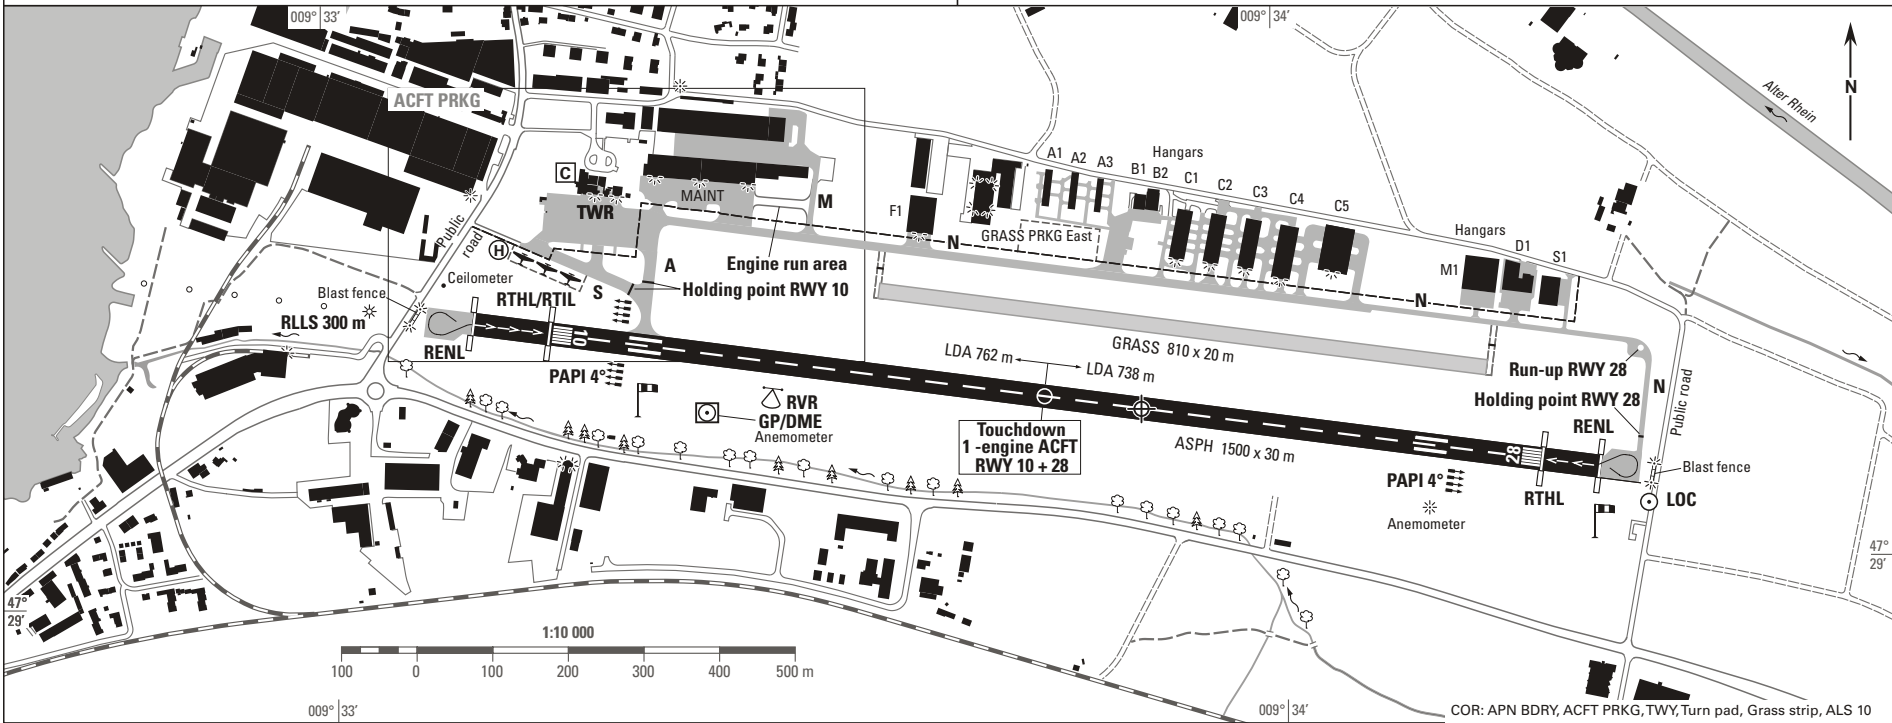 009° 33′
009° 34′
N
Alter Rhein
ACFT PRKG
C
TWR
MAINT
M
F1
A1
A2
A3
Hangars
B1
B2
C1
C2
C3
C4
C5
GRASS PRKG East
N
Hangars
D1
S1
M1
N
Public
road
H
Ceilometer
Engine run area
A
Holding point RWY 10
S
RTHL/RTIL
Blast fence
RLLS 300 m
RENL
10
PAPI 4°
LDA 762 m
LDA 738 m
GRASS 810 x 20 m
Run-up RWY 28
N
Public road
Holding point RWY 28
RENL
RVR
GP/DME
Anemometer
Touchdown
1 -engine ACFT
RWY 10 + 28
ASPH 1500 x 30 m
28
PAPI 4°
Anemometer
RTHL
Blast fence
LOC
47°
29′
47°
29′
1:10 000
100 0 100 200 300 400 500 m
009° 33′
009° 34′
COR: APN BDRY, ACFT PRKG, TWY, Turn pad, Grass strip, ALS 10